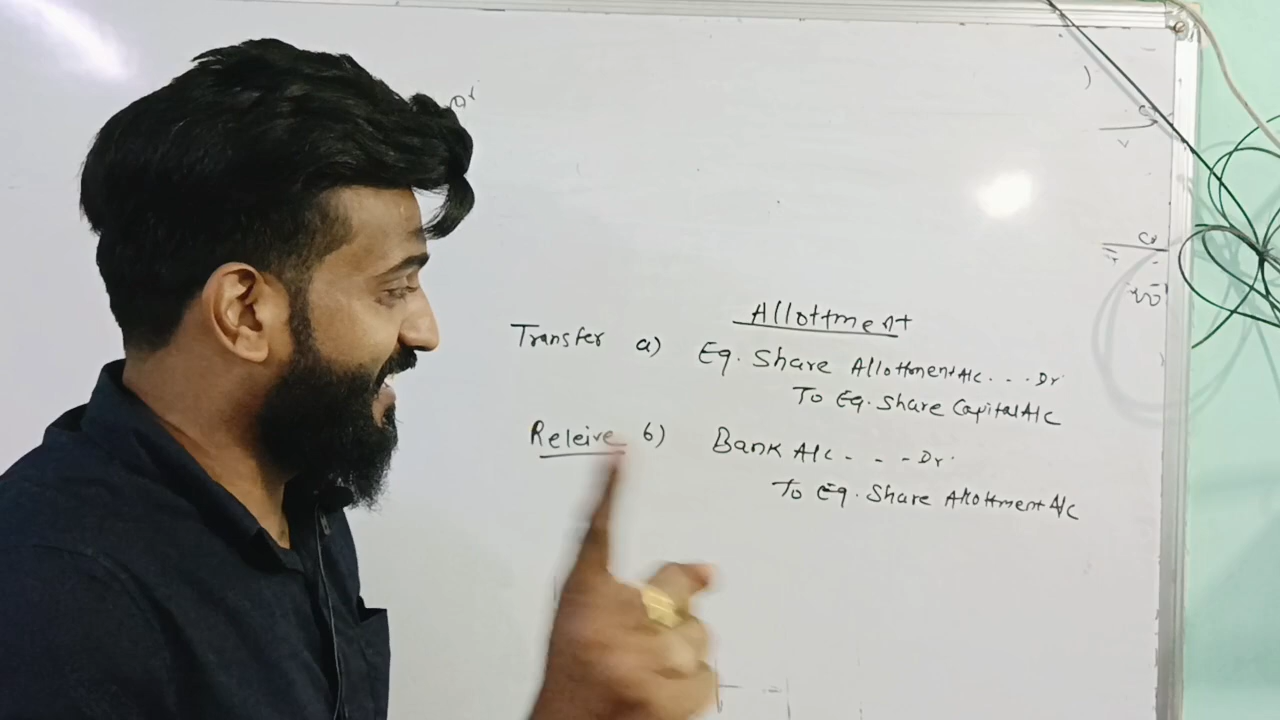 Allottment
Transfer a) Eq. Share Allottment A/c. . . . Dr.
To Eq. Share Capital A/c
Releive b) Bank A/c - - - Dr.
To Eq. Share Allottment A/c